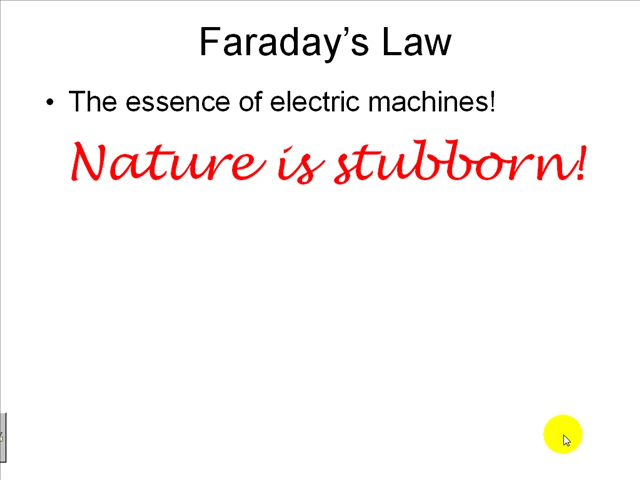 Faraday’s Law
• The essence of electric machines!
Nature is stubborn!